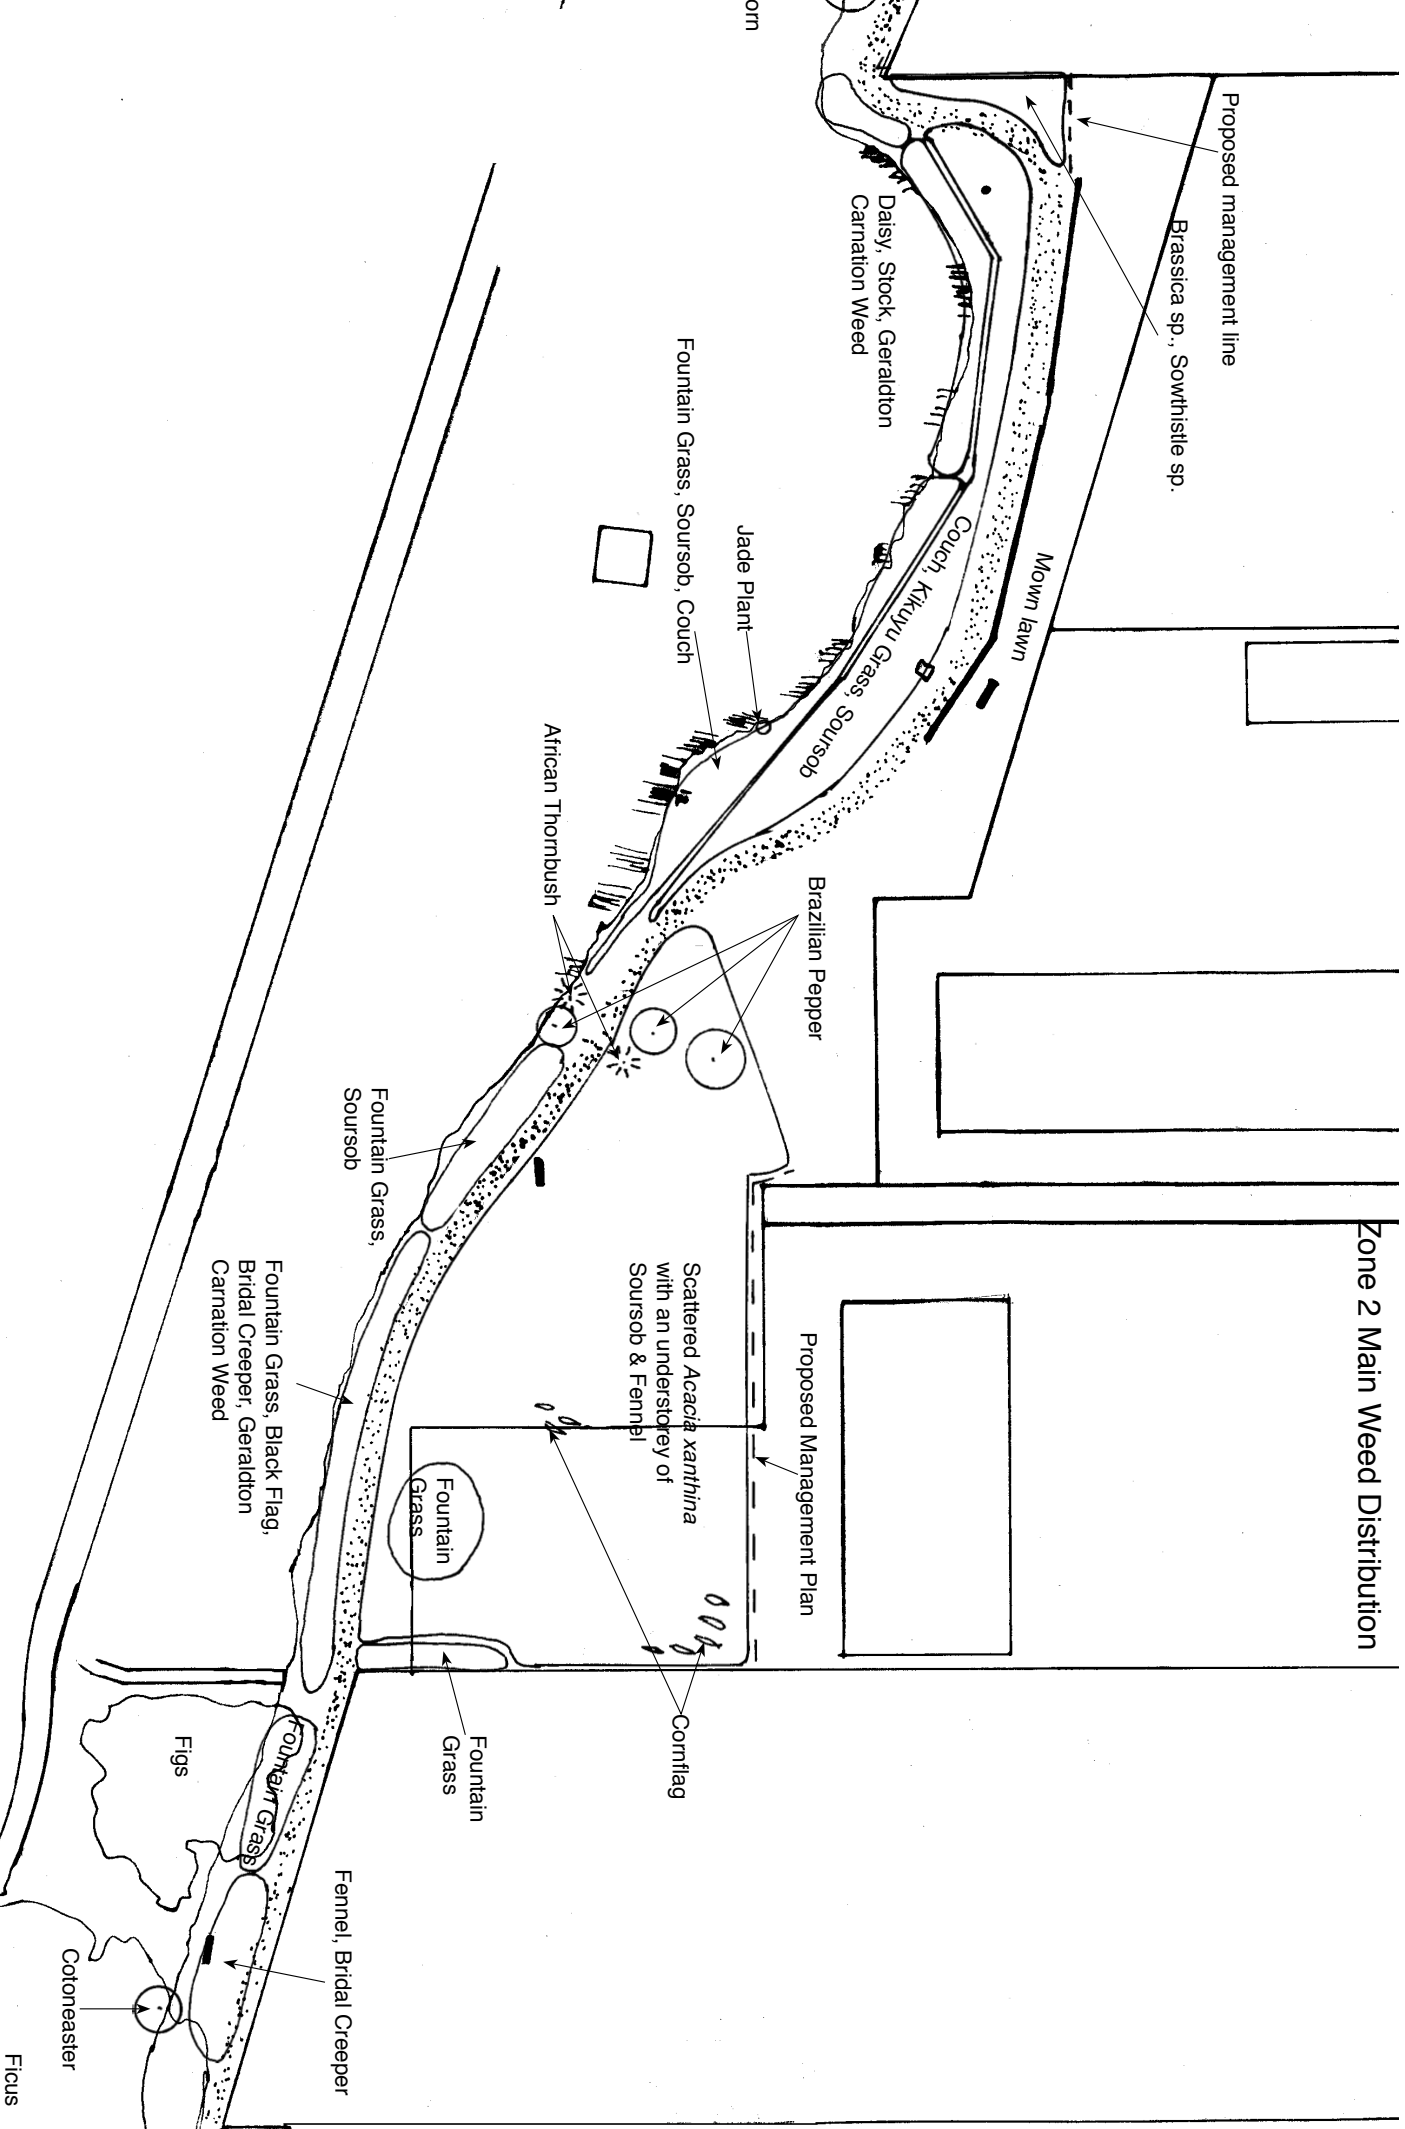 Zone 2 Main Weed Distribution
Proposed management line
Brassica sp., Sowthistle sp.
Mown lawn
Daisy, Stock, Geraldton
Carnation Weed
Couch, Kikuyu Grass, Soursob
Fountain Grass, Soursob, Couch
Jade Plant
African Thornbush
Brazilian Pepper
Fountain Grass,
Soursob
Scattered Acacia xanthina
with an understorey of
Soursob & Fennel
Proposed Management Plan
Fountain Grass, Black Flag,
Bridal Creeper, Geraldton
Carnation Weed
Fountain
Grass
Cornflag
Fountain
Grass
Figs
Fountain Grass
Fennel, Bridal Creeper
Cotoneaster
Ficus
orn